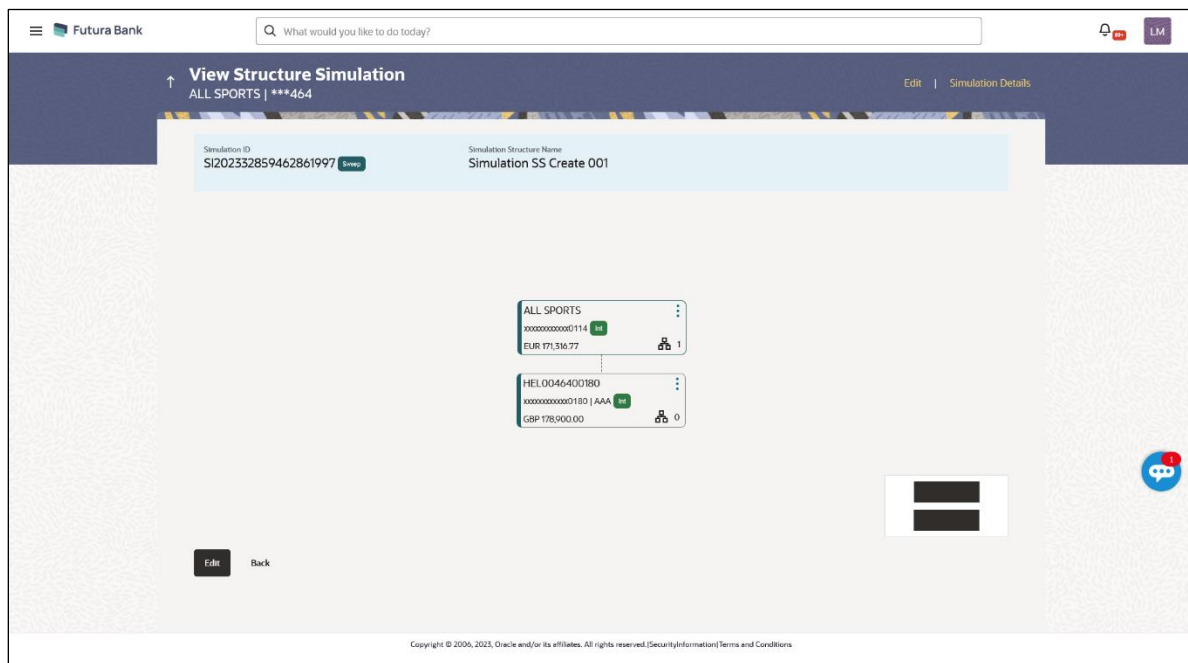 Futura Bank
What would you like to do today?
LM
View Structure Simulation
ALL SPORTS | ***464
Edit | Simulation Details
Simulation ID
Simulation Structure Name
SI202332859462861997 Sweep
Simulation SS Create 001
ALL SPORTS
xxxxxxxxxxxx0114 Int
EUR 171,316.77 1
HEL0046400180
xxxxxxxxxxxx0180 | AAA Int
GBP 178,900.00 0
1
Edit Back
Copyright © 2006, 2023, Oracle and/or its affiliates. All rights reserved.|SecurityInformation|Terms and Conditions